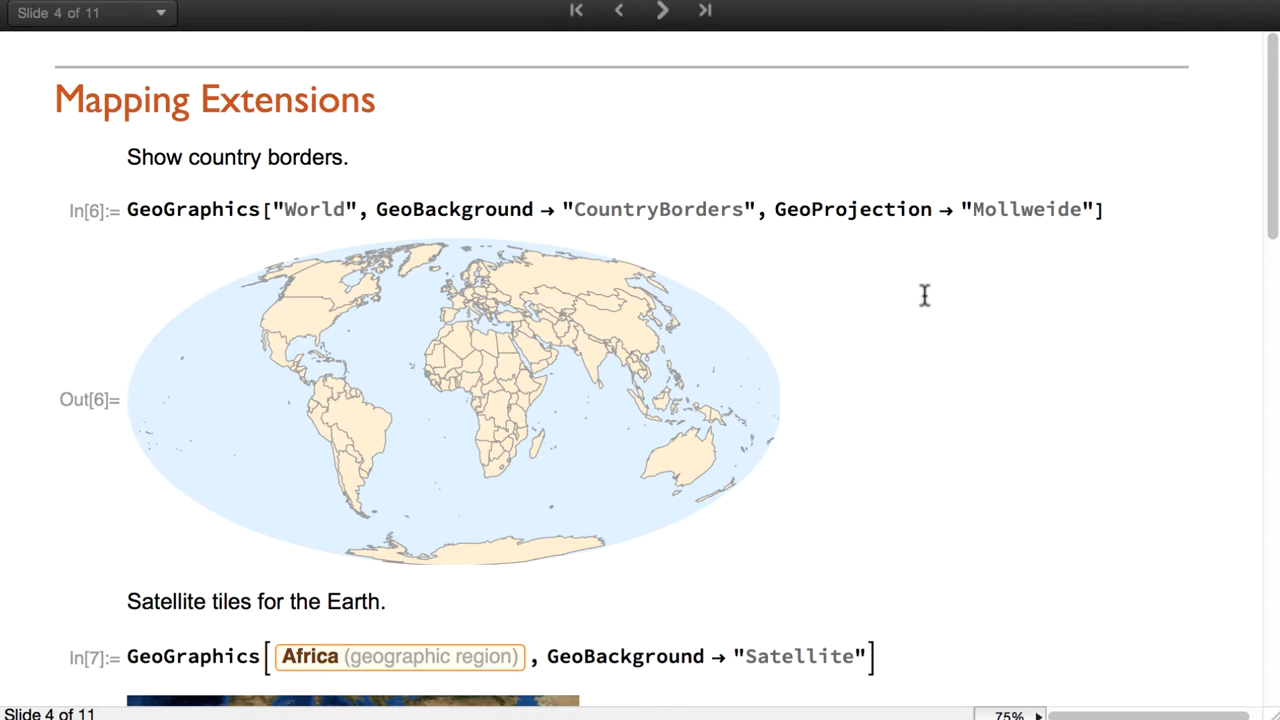 Slide 4 of 11
Mapping Extensions
Show country borders.
In[6]:= GeoGraphics["World", GeoBackground → "CountryBorders", GeoProjection → "Mollweide"]
Out[6]=
Satellite tiles for the Earth.
In[7]:= GeoGraphics[ Africa (geographic region) , GeoBackground → "Satellite"]
Slide 4 of 11
75%